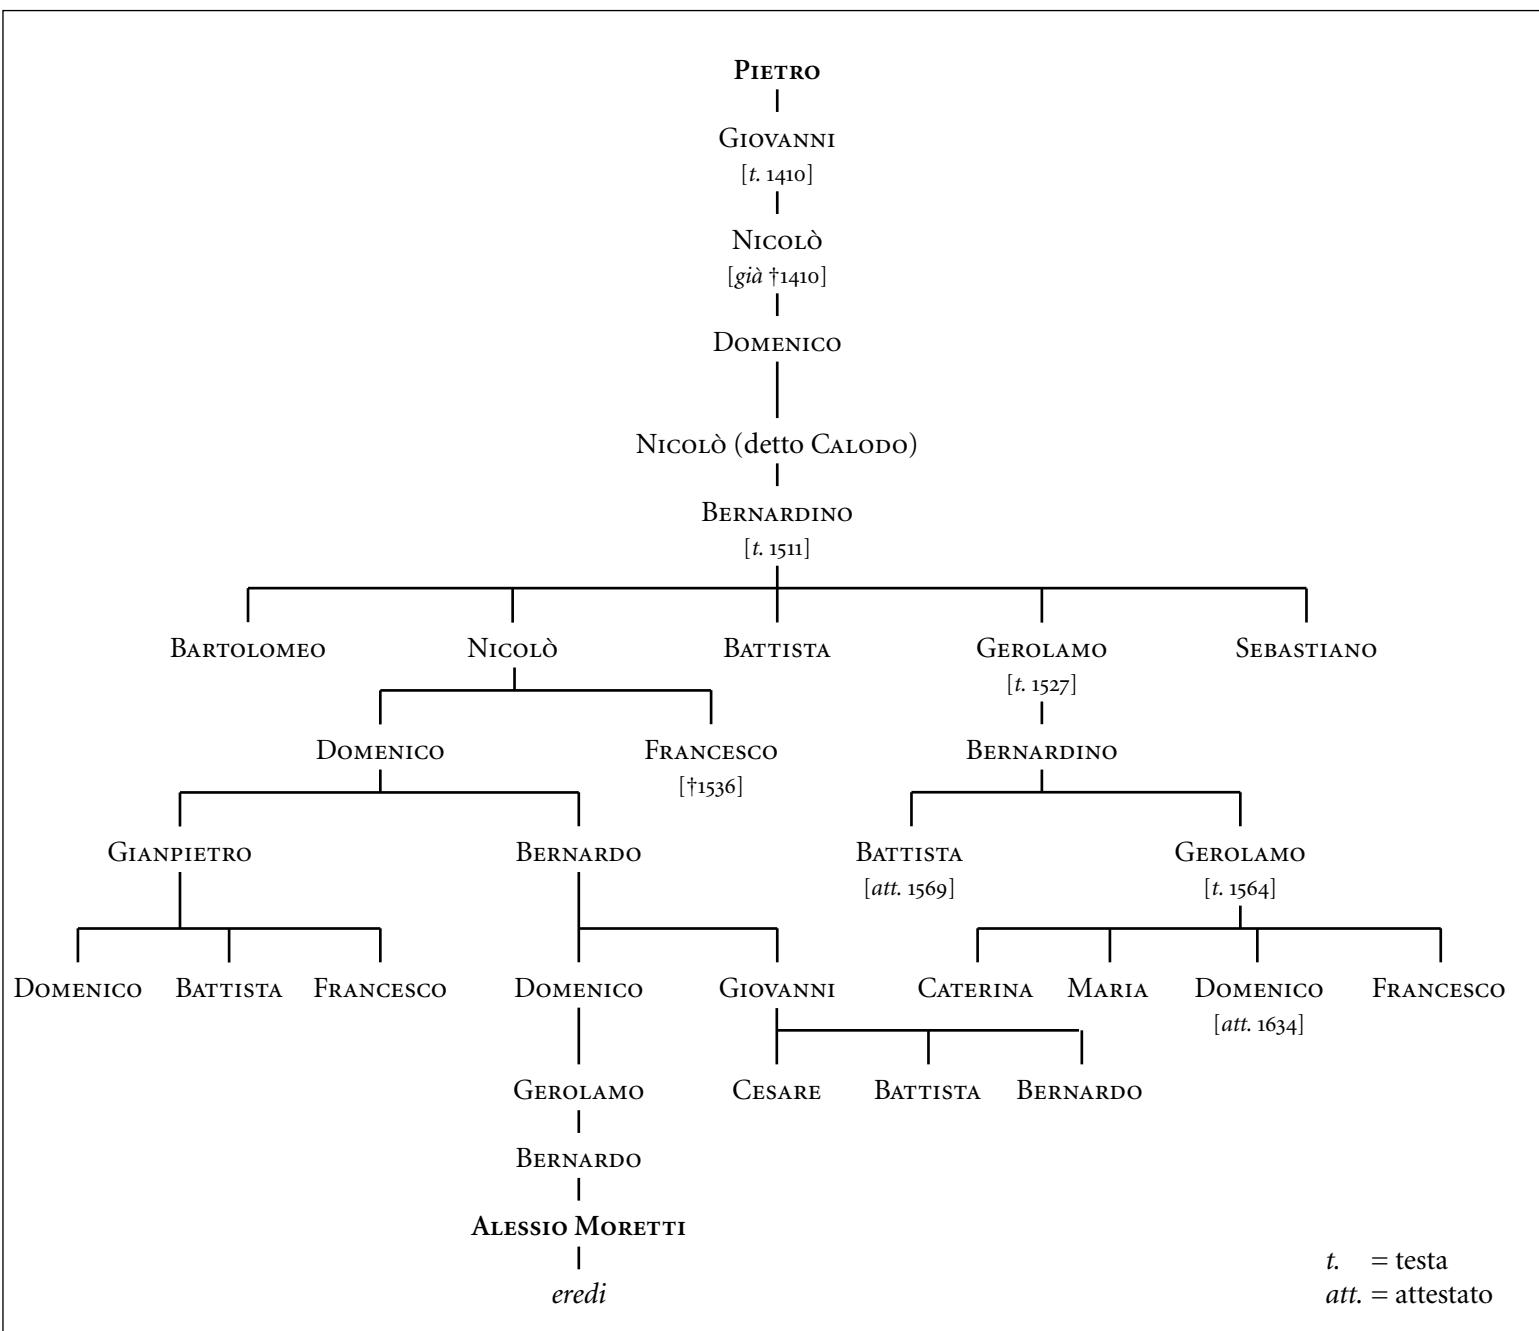 Pietro
Giovanni
[t. 1410]
Nicolò
[già †1410]
Domenico
Nicolò (detto Calodo)
Bernardino
[t. 1511]
Bartolomeo Nicolò Battista Gerolamo Sebastiano
[t. 1527]
Domenico Francesco Bernardino
[†1536]
Gianpietro Bernardo Battista Gerolamo
[att. 1569] [t. 1564]
Domenico Battista Francesco Domenico Giovanni Caterina Maria Domenico Francesco
[att. 1634]
Gerolamo Cesare Battista Bernardo
Bernardo
Alessio Moretti
eredi
t. = testa
att. = attestato